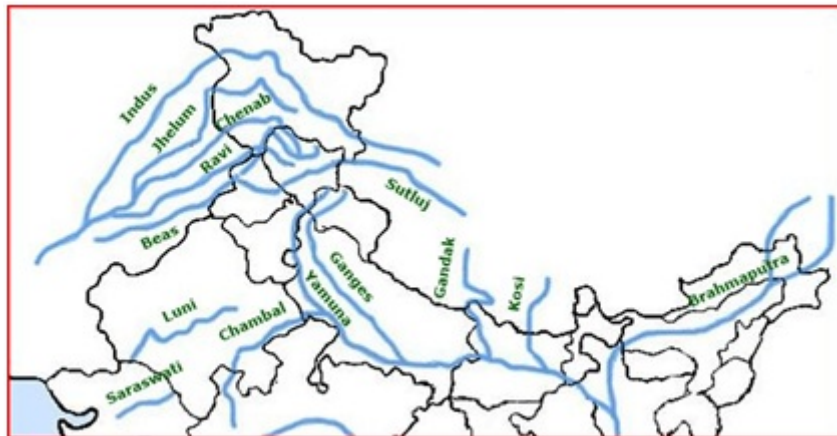 Indus
Jhelum
Chenab
Ravi
Sutluj
Beas
Gandak
Kosi
Brahmaputra
Ganges
Yamuna
Luni
Chambal
Saraswati